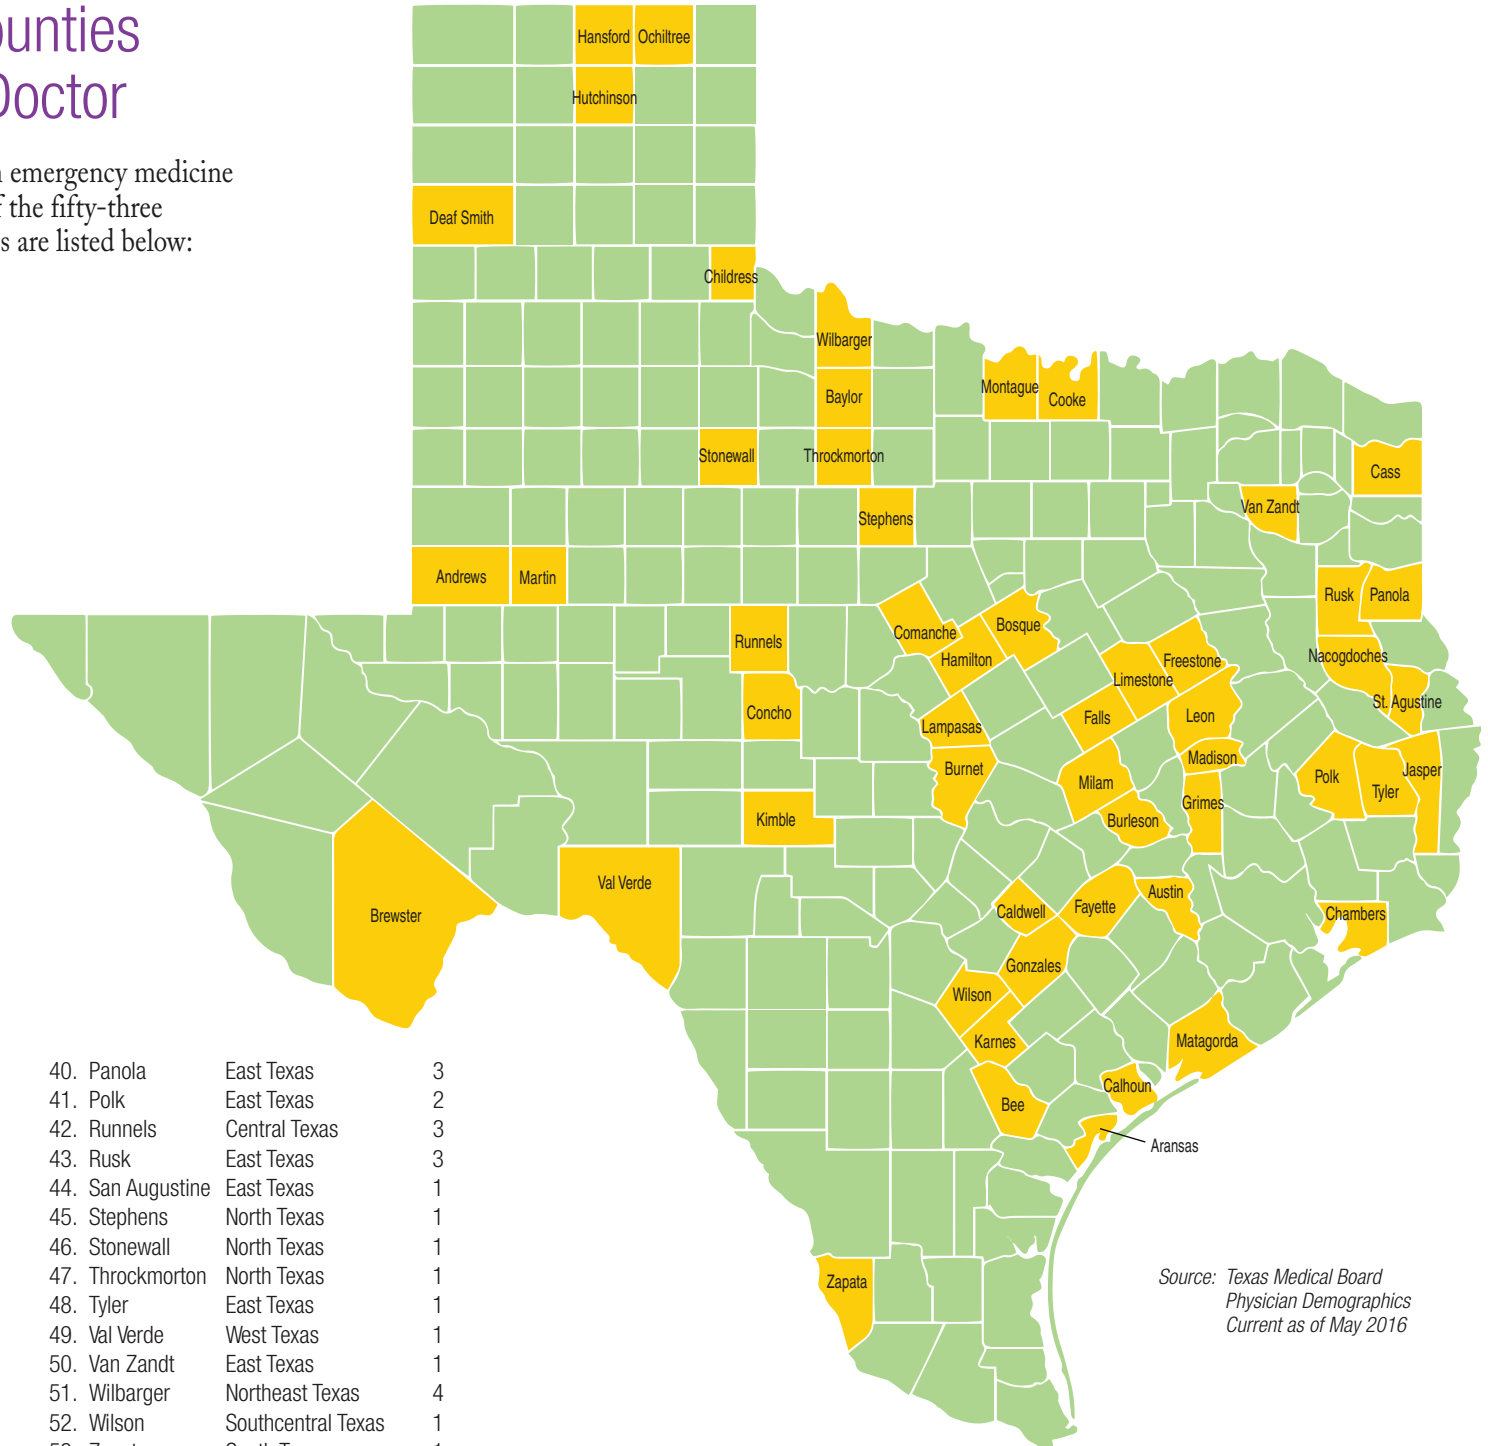 ounties
Doctor
emergency medicine
f the fifty-three
s are listed below:
Hansford Ochiltree
Hutchinson
Deaf Smith
Childress
Wilbarger
Montague
Baylor
Cooke
Stonewall
Throckmorton
Cass
Van Zandt
Stephens
Andrews
Martin
Rusk
Panola
Comanche
Bosque
Runnels
Hamilton
Nacogdoches
Freestone
Limestone
St. Agustine
Concho
Lampasas
Falls
Leon
Madison
Burnet
Jasper
Polk
Milam
Tyler
Grimes
Kimble
Burleson
Val Verde
Austin
Brewster
Caldwell
Fayette
Chambers
Gonzales
Wilson
Karnes
Matagorda
Calhoun
Bee
Aransas
Zapata
40. Panola East Texas 3
41. Polk East Texas 2
42. Runnels Central Texas 3
43. Rusk East Texas 3
44. San Augustine East Texas 1
45. Stephens North Texas 1
46. Stonewall North Texas 1
47. Throckmorton North Texas 1
48. Tyler East Texas 1
49. Val Verde West Texas 1
50. Van Zandt East Texas 1
51. Wilbarger Northeast Texas 4
52. Wilson Southcentral Texas 1
Source: Texas Medical Board
Physician Demographics
Current as of May 2016